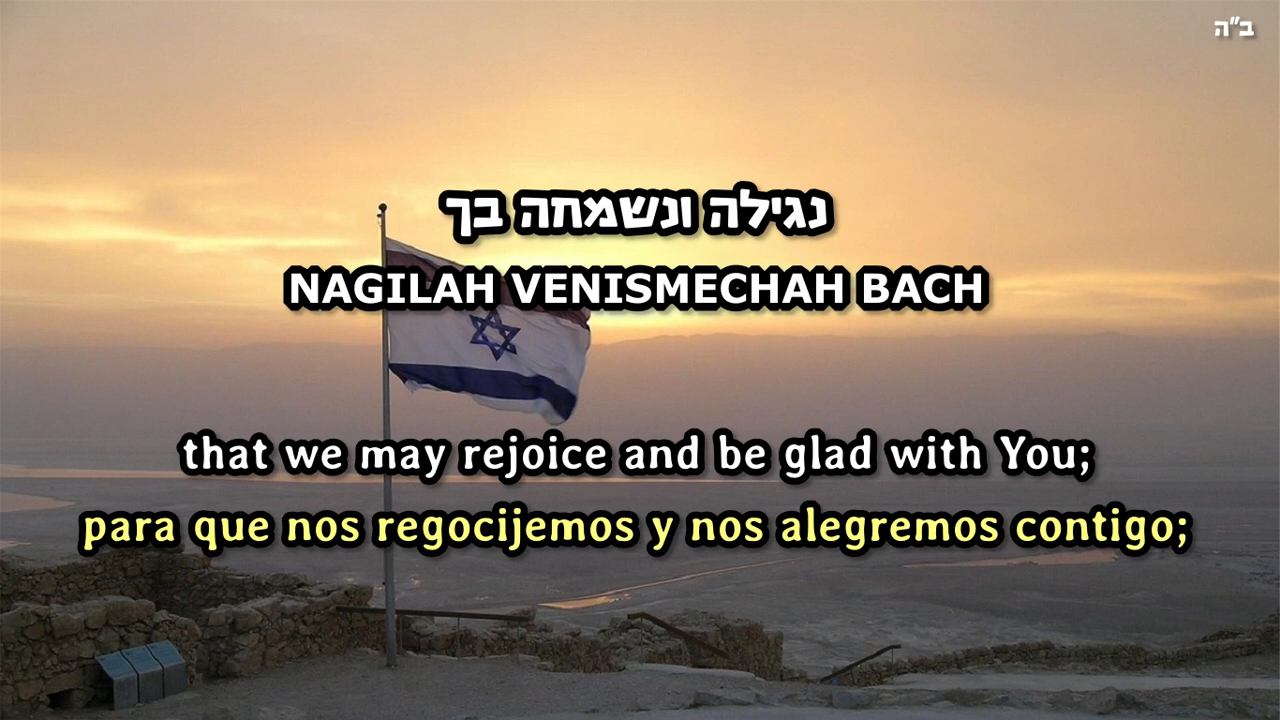 ב"ה
נגילה ונשמחה בך
NAGILAH VENISMECHAH BACH
that we may rejoice and be glad with You;
para que nos regocijemos y nos alegremos contigo;